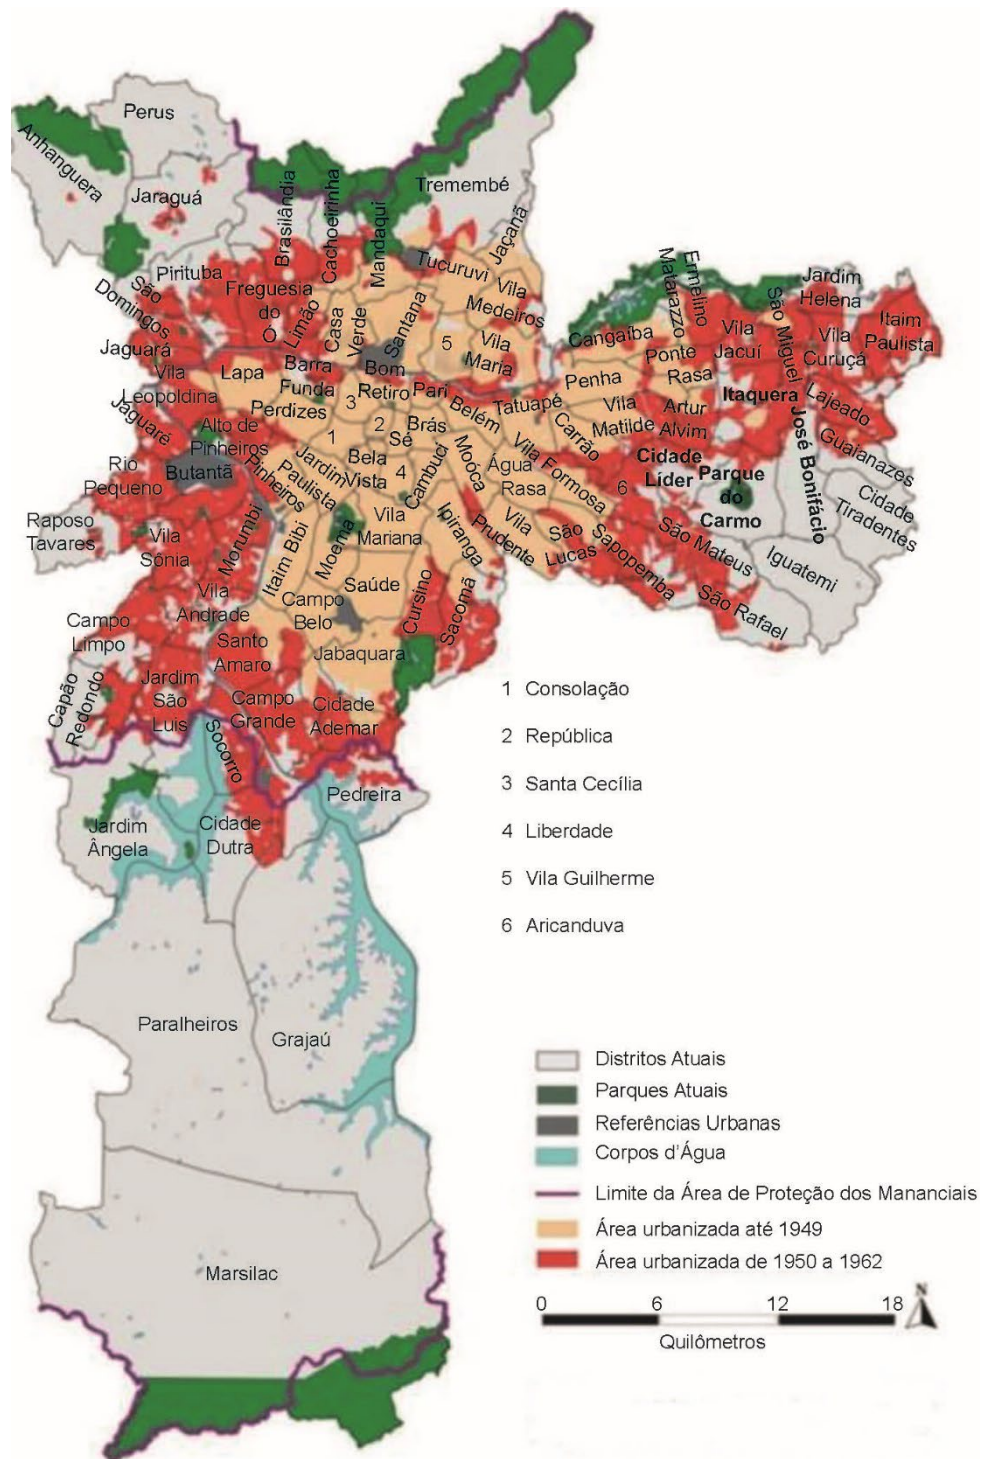 Perus
Anhanguera
Jaraguá
Tremembé
Brasilândia
Cachoeirinha
Mandaqui
Jaçanã
Pirituba
Tucuruvi
São
Domingos
Freguesia
do
Ó
Limão
Casa
Verde
Santana
Vila
Medeiros
Ermelino
Matarazzo
Jardim
Helena
São Miguel
Itaim
Paulista
Cangaíba
Vila
Jacuí
Vila
Curuçá
Jaguará
5
Vila
Maria
Ponte
Rasa
Vila
Leopoldina
Lapa
Barra
Funda
Bom
Retiro
Pari
Belém
Tatuapé
Penha
Itaquera
Lajeado
Perdizes
3
Vila
Matilde
Artur
Alvim
José Bonifácio
Guaianazes
Jaguaré
Alto de
Pinheiros
1
2
Sé
Brás
Mooca
Carrão
Cidade
Líder
Parque
do
Carmo
Rio
Pequeno
Butantã
Pinheiros
Jardim
Paulista
Bela
Vista
4
Cambuci
Água
Rasa
Vila Formosa
6
Cidade
Tiradentes
Raposo
Tavares
Vila
Sônia
Morumbi
Itaim Bibi
Moema
Vila
Mariana
Ipiranga
Vila
Prudente
São
Lucas
Sapopemba
São Mateus
Iguatemi
Vila
Andrade
Saúde
Campo
Belo
Cursino
Sacomã
São Rafael
Campo
Limpo
Santo
Amaro
Jabaquara
Capão
Redondo
Jardim
São
Luis
Campo
Grande
Cidade
Ademar
Socorro
Pedreira
Jardim
Ângela
Cidade
Dutra
Paralheiros
Grajaú
Marsilac
1 Consolação
2 República
3 Santa Cecília
4 Liberdade
5 Vila Guilherme
6 Aricanduva
Distritos Atuais
Parques Atuais
Referências Urbanas
Corpos d'Água
Limite da Área de Proteção dos Mananciais
Área urbanizada até 1949
Área urbanizada de 1950 a 1962
0 6 12 18
Quilômetros
N